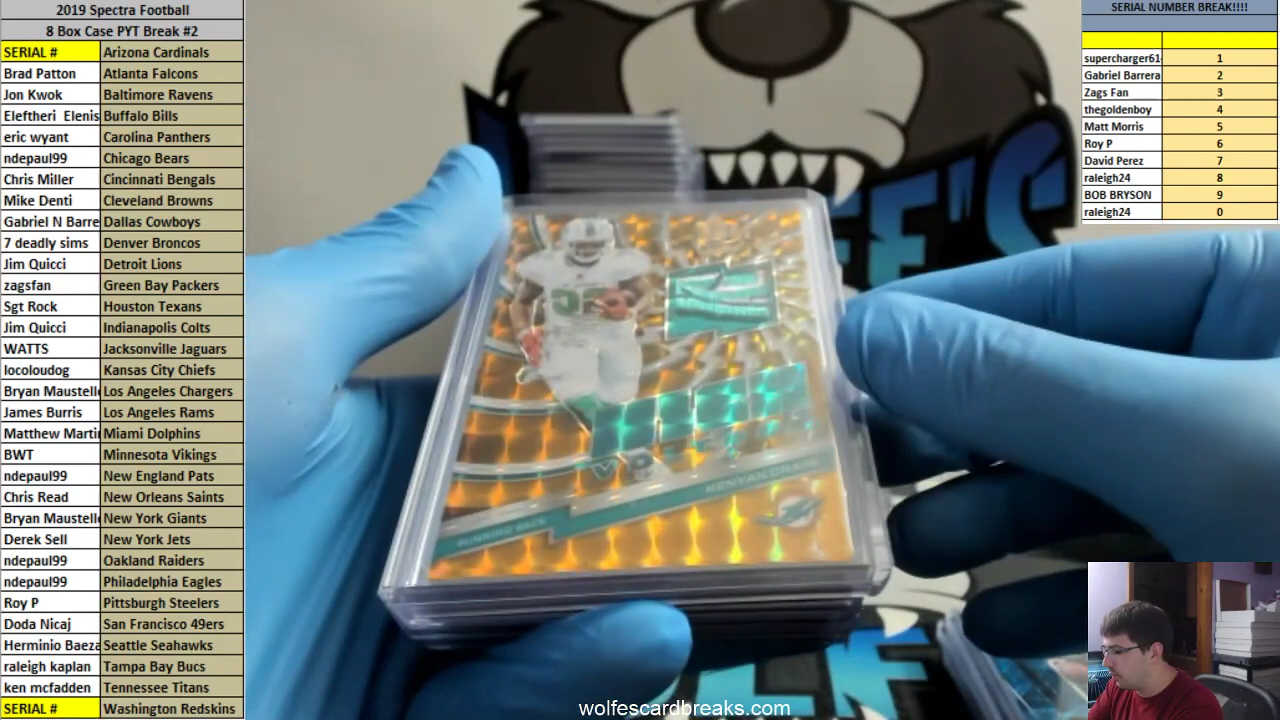 2019 Spectra Football
8 Box Case PYT Break #2
SERIAL # Arizona Cardinals
Brad Patton Atlanta Falcons
Jon Kwok Baltimore Ravens
Eleftheri Elenis Buffalo Bills
eric wyant Carolina Panthers
ndepaul99 Chicago Bears
Chris Miller Cincinnati Bengals
Mike Denti Cleveland Browns
Gabriel N Barre Dallas Cowboys
7 deadly sims Denver Broncos
Jim Quicci Detroit Lions
zagsfan Green Bay Packers
Sgt Rock Houston Texans
Jim Quicci Indianapolis Colts
WATTS Jacksonville Jaguars
locoloudog Kansas City Chiefs
Bryan Maustelle Los Angeles Chargers
James Burris Los Angeles Rams
Matthew Martin Miami Dolphins
BWT Minnesota Vikings
ndepaul99 New England Pats
Chris Read New Orleans Saints
Bryan Maustelle New York Giants
Derek Sell New York Jets
ndepaul99 Oakland Raiders
ndepaul99 Philadelphia Eagles
Roy P Pittsburgh Steelers
Doda Nicaj San Francisco 49ers
Herminio Baeza Seattle Seahawks
raleigh kaplan Tampa Bay Bucs
ken mcfadden Tennessee Titans
SERIAL # Washington Redskins
SERIAL NUMBER BREAK!!!!
supercharger61 1
Gabriel Barrera 2
Zags Fan 3
thegoldenboy 4
Matt Morris 5
Roy P 6
David Perez 7
raleigh24 8
BOB BRYSON 9
raleigh24 0
RUNNING BACK
KENYAN DRAKE
wolfescardbreaks.com